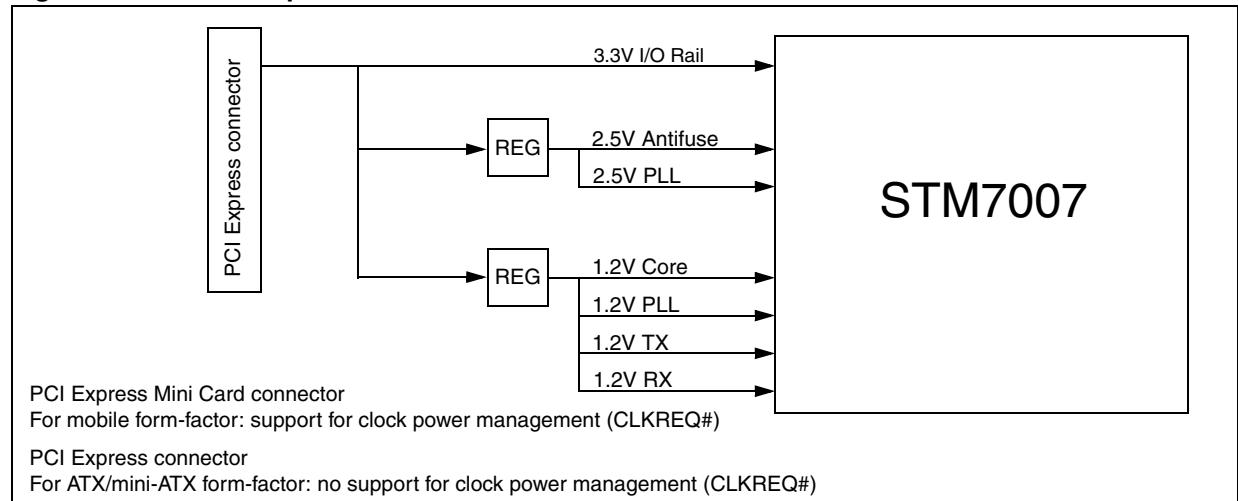 PCI Express connector
3.3V I/O Rail
REG
2.5V Antifuse
2.5V PLL
STM7007
REG
1.2V Core
1.2V PLL
1.2V TX
1.2V RX
PCI Express Mini Card connector
For mobile form-factor: support for clock power management (CLKREQ#)
PCI Express connector
For ATX/mini-ATX form-factor: no support for clock power management (CLKREQ#)